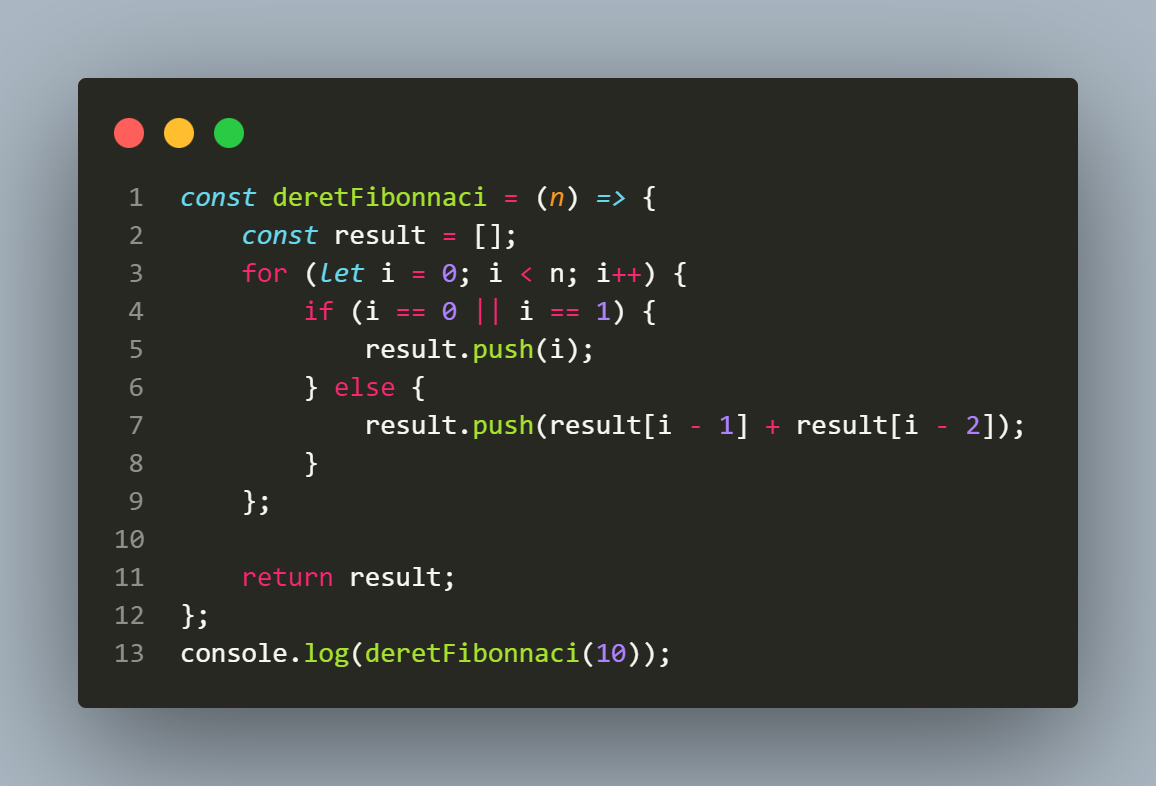 1 const deretFibonnaci = (n) => {
2     const result = [];
3     for (let i = 0; i < n; i++) {
4         if (i == 0 || i == 1) {
5             result.push(i);
6         } else {
7             result.push(result[i - 1] + result[i - 2]);
8         }
9     };
10
11     return result;
12 };
13 console.log(deretFibonnaci(10));